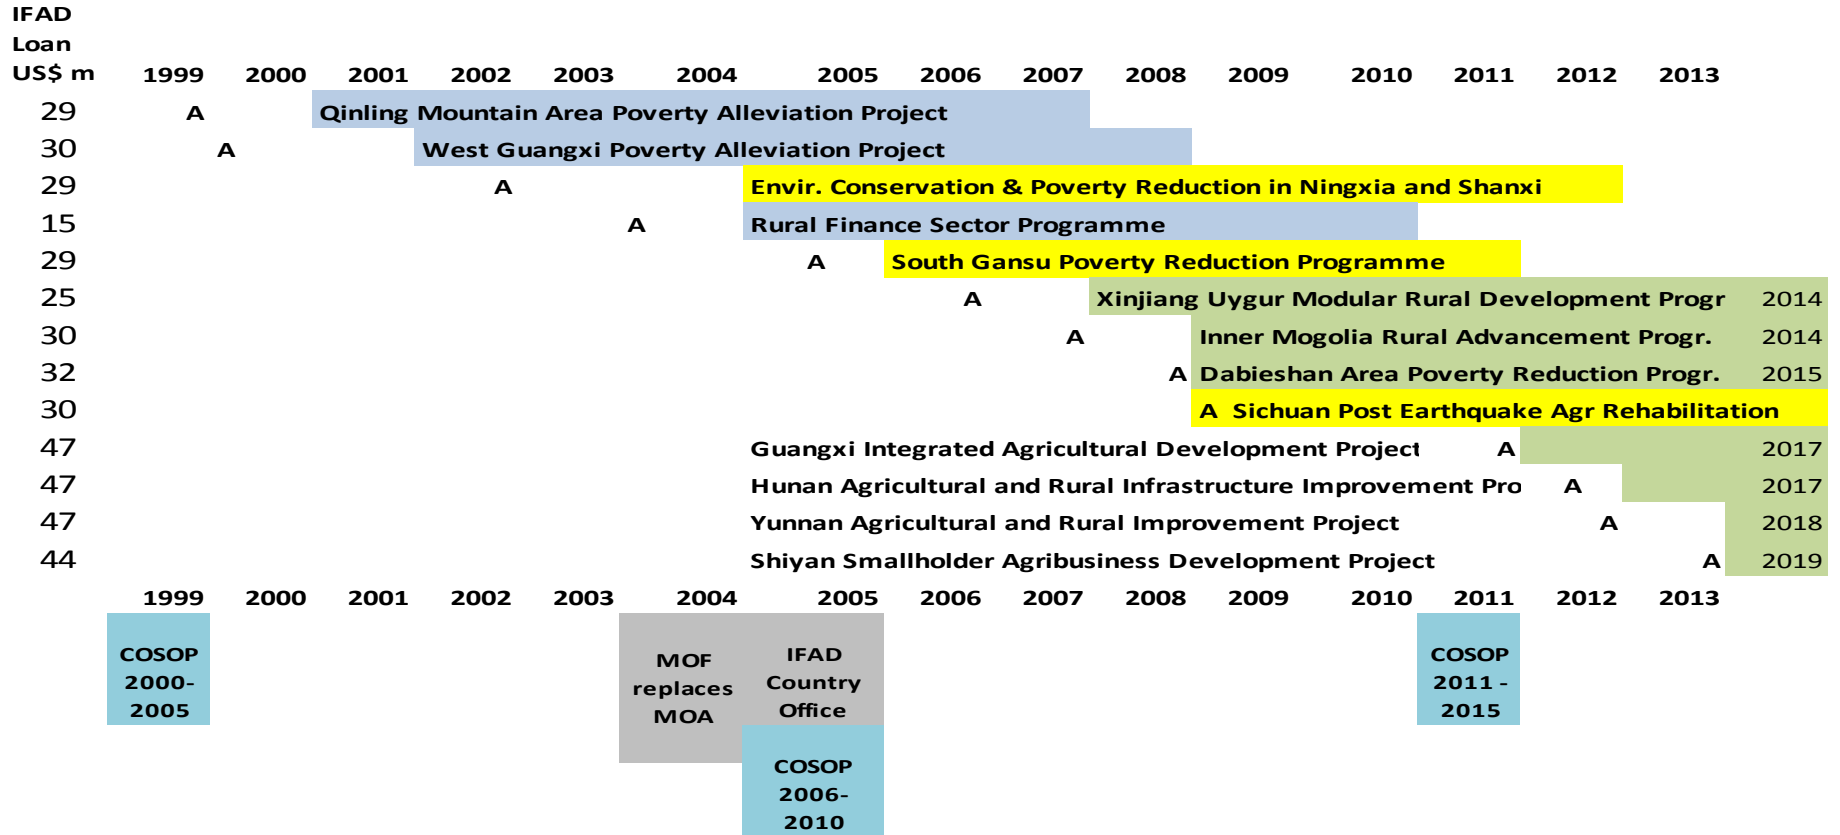 IFAD
Loan
US$ m 1999 2000 2001 2002 2003 2004 2005 2006 2007 2008 2009 2010 2011 2012 2013
29 A Qinling Mountain Area Poverty Alleviation Project
30 A West Guangxi Poverty Alleviation Project
29 A Envir. Conservation & Poverty Reduction in Ningxia and Shanxi
15 A Rural Finance Sector Programme
29 A South Gansu Poverty Reduction Programme
25 A Xinjiang Uygur Modular Rural Development Progr 2014
30 A Inner Mogolia Rural Advancement Progr. 2014
32 A Dabieshan Area Poverty Reduction Progr. 2015
30 A Sichuan Post Earthquake Agr Rehabilitation
47 Guangxi Integrated Agricultural Development Project A 2017
47 Hunan Agricultural and Rural Infrastructure Improvement Pro A 2017
47 Yunnan Agricultural and Rural Improvement Project A 2018
44 Shiyan Smallholder Agribusiness Development Project A 2019
1999 2000 2001 2002 2003 2004 2005 2006 2007 2008 2009 2010 2011 2012 2013
COSOP
2000-
2005
MOF
replaces
MOA
IFAD
Country
Office
COSOP
2006-
2010
COSOP
2011 -
2015